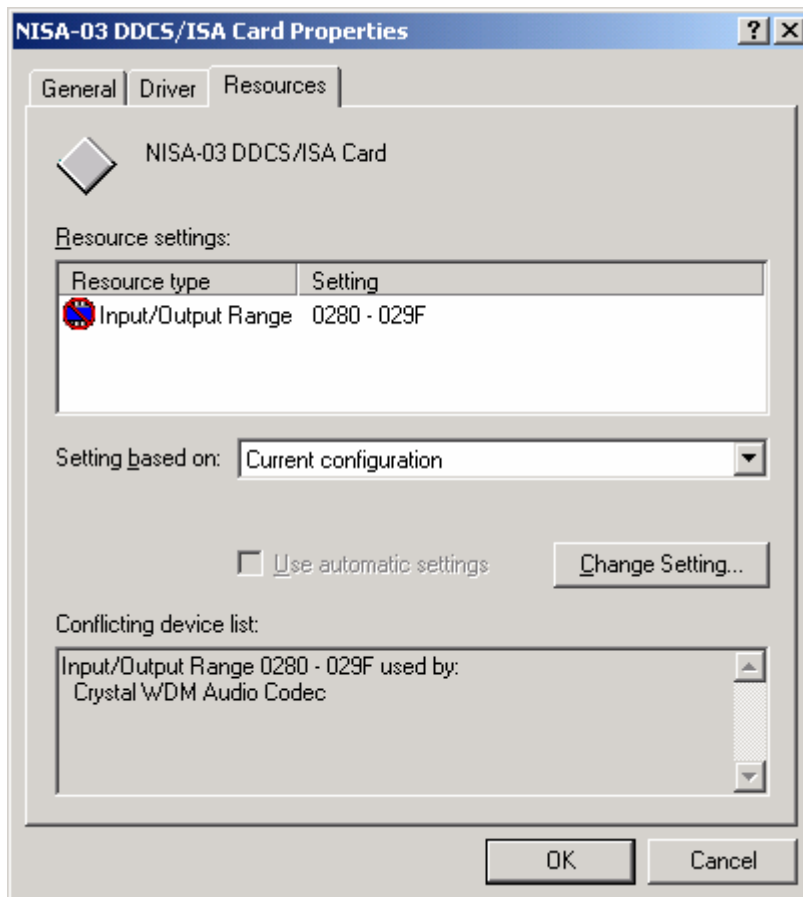 NISA-03 DDCS/ISA Card Properties
General Driver Resources
NISA-03 DDCS/ISA Card
Resource settings:
Resource type Setting
Input/Output Range 0280 - 029F
Setting based on: Current configuration
Use automatic settings Change Setting...
Conflicting device list:
Input/Output Range 0280 - 029F used by:
Crystal WDM Audio Codec
OK Cancel